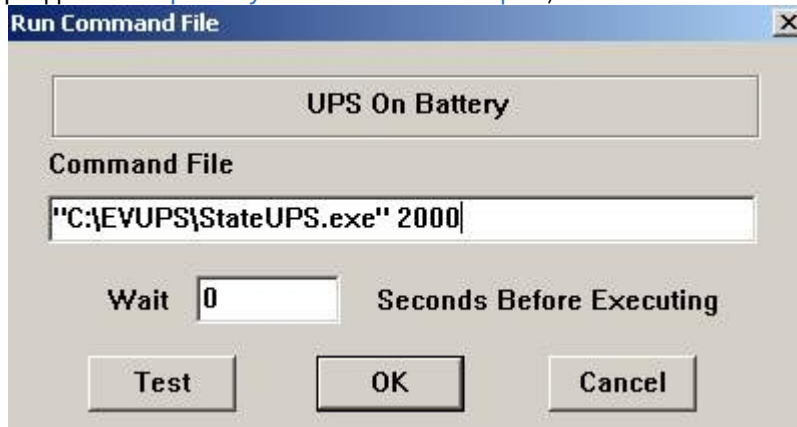 Run Command File
UPS On Battery
Command File
"C:\EVUPS\StateUPS.exe" 2000
Wait 0 Seconds Before Executing
Test OK Cancel